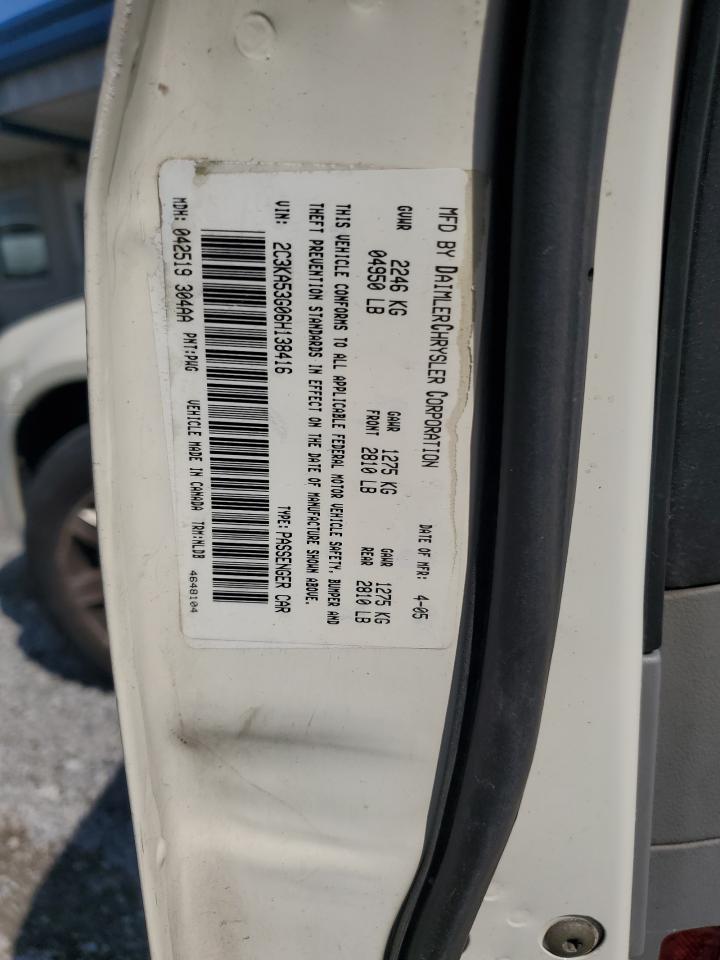 MFD BY DAIMLERCHRYSLER CORPORATION
DATE OF MFR: 4-05
GVWR 2246 KG
04950 LB
GAWR 1275 KG
FRONT 2810 LB
GAWR 1275 KG
REAR 2810 LB
THIS VEHICLE CONFORMS TO ALL APPLICABLE FEDERAL MOTOR VEHICLE SAFETY, BUMPER AND
THEFT PREVENTION STANDARDS IN EFFECT ON THE DATE OF MANUFACTURE SHOWN ABOVE.
VIN: 2C3KA53G06H138416
TYPE: PASSENGER CAR
MDH: 042519 304AA PNT:PWG VEHICLE MADE IN CANADA TRM:MLDB
4648104